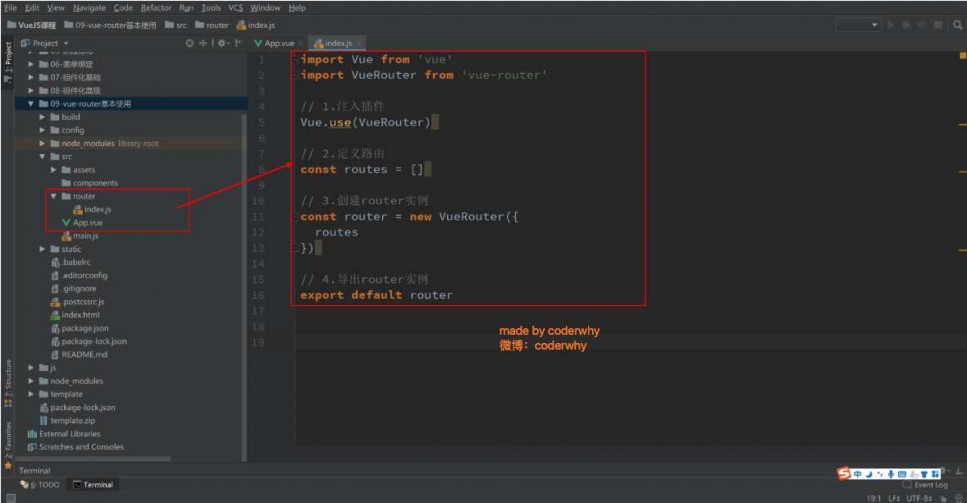 File Edit View Navigate Code Refactor Run Tools VCS Window Help
VueJS课程 09-vue-router基本使用 src router index.js
Project
App.vue index.js
06-表单绑定
07-组件化基础
08-组件化高级
09-vue-router基本使用
build
config
node_modules library root
src
assets
components
router
index.js
App.vue
main.js
static
.babelrc
.editorconfig
.gitignore
.postcssrc.js
index.html
package.json
package-lock.json
README.md
js
node_modules
template
package-lock.json
template.zip
External Libraries
Scratches and Consoles
1 import Vue from 'vue'
2 import VueRouter from 'vue-router'
3
4 // 1.注入插件
5 Vue.use(VueRouter)
6
7 // 2.定义路由
8 const routes = []
9
10 // 3.创建router实例
11 const router = new VueRouter({
12 routes
13 })
14
15 // 4.导出router实例
16 export default router
17
18
19
made by coderwhy
微博：coderwhy
1: Project
7: Structure
2: Favorites
Terminal
6: TODO Terminal
中
Event Log
19:1 LF÷ UTF-8÷